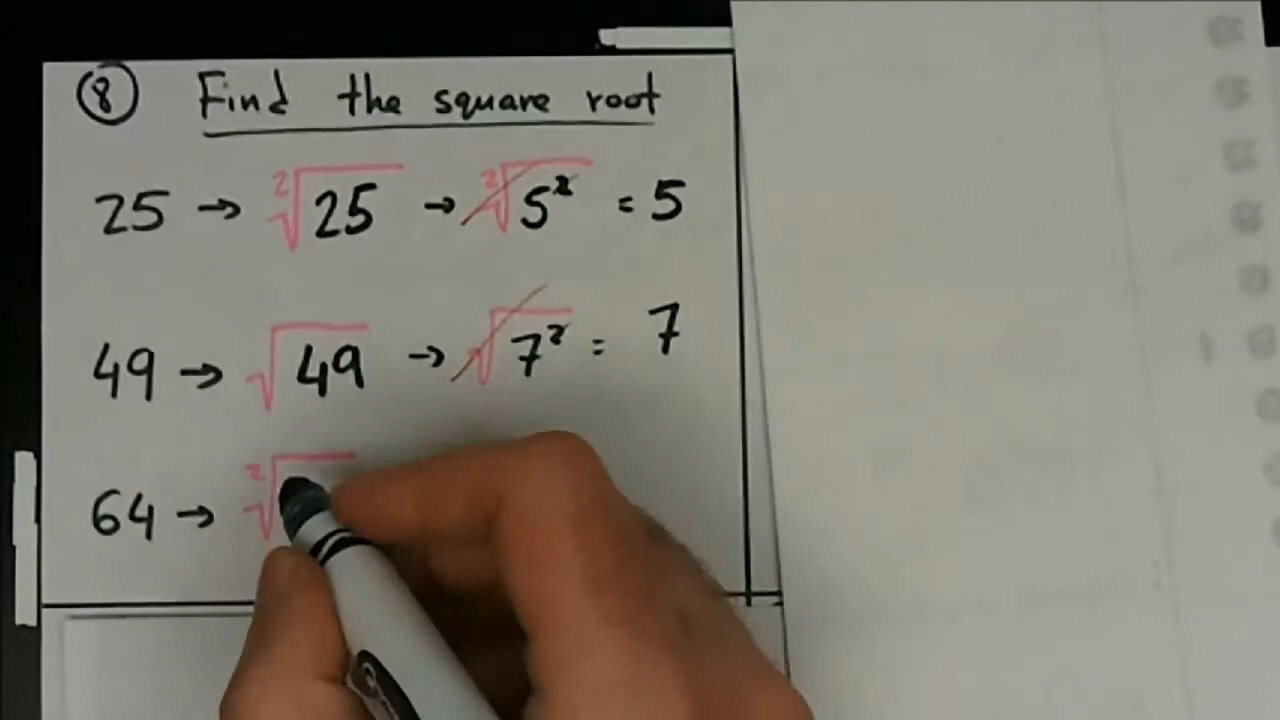 ⑧ Find the square root
25 → ²√25 → ²√5² = 5
49 → √49 → √7² = 7
64 → ²√